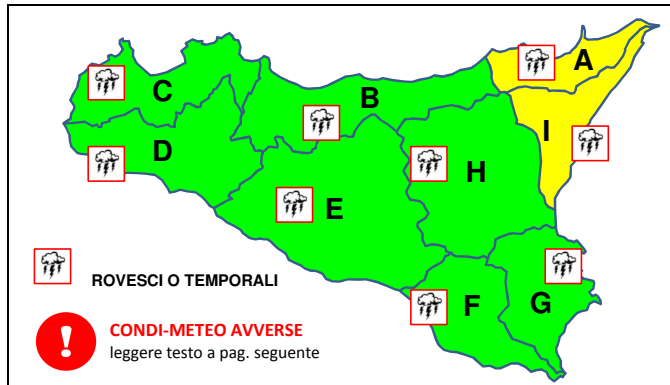 A
C
B
I
D
H
E
F
G
ROVESCI O TEMPORALI
!
CONDI-METEO AVVERSE
leggere testo a pag. seguente